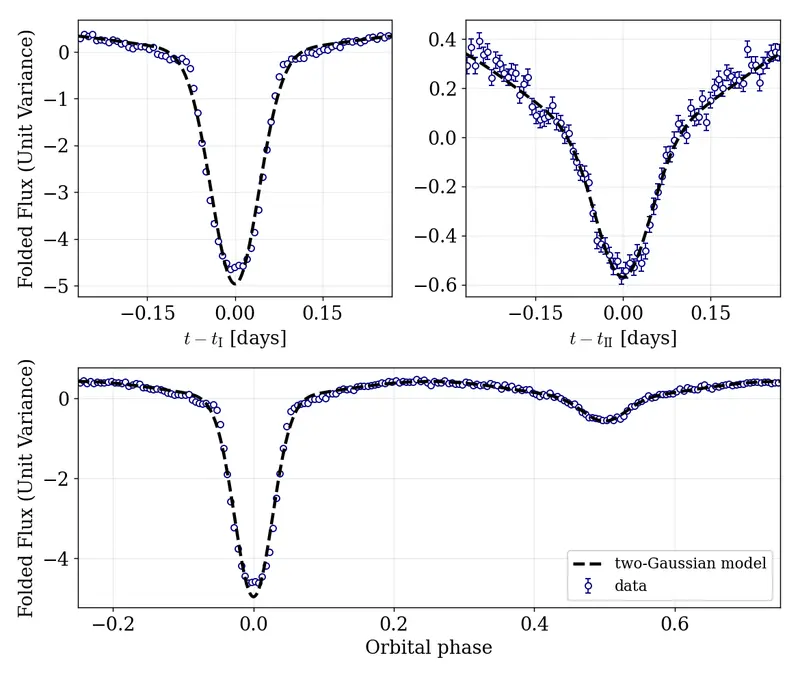 Folded Flux (Unit Variance)
0
−1
−2
−3
−4
−5
−0.15 0.00 0.15
t − tI [days]
0.4
0.2
0.0
−0.2
−0.4
−0.6
−0.15 0.00 0.15
t − tII [days]
Folded Flux (Unit Variance)
0
−2
−4
−0.2 0.0 0.2 0.4 0.6
Orbital phase
two-Gaussian model
data